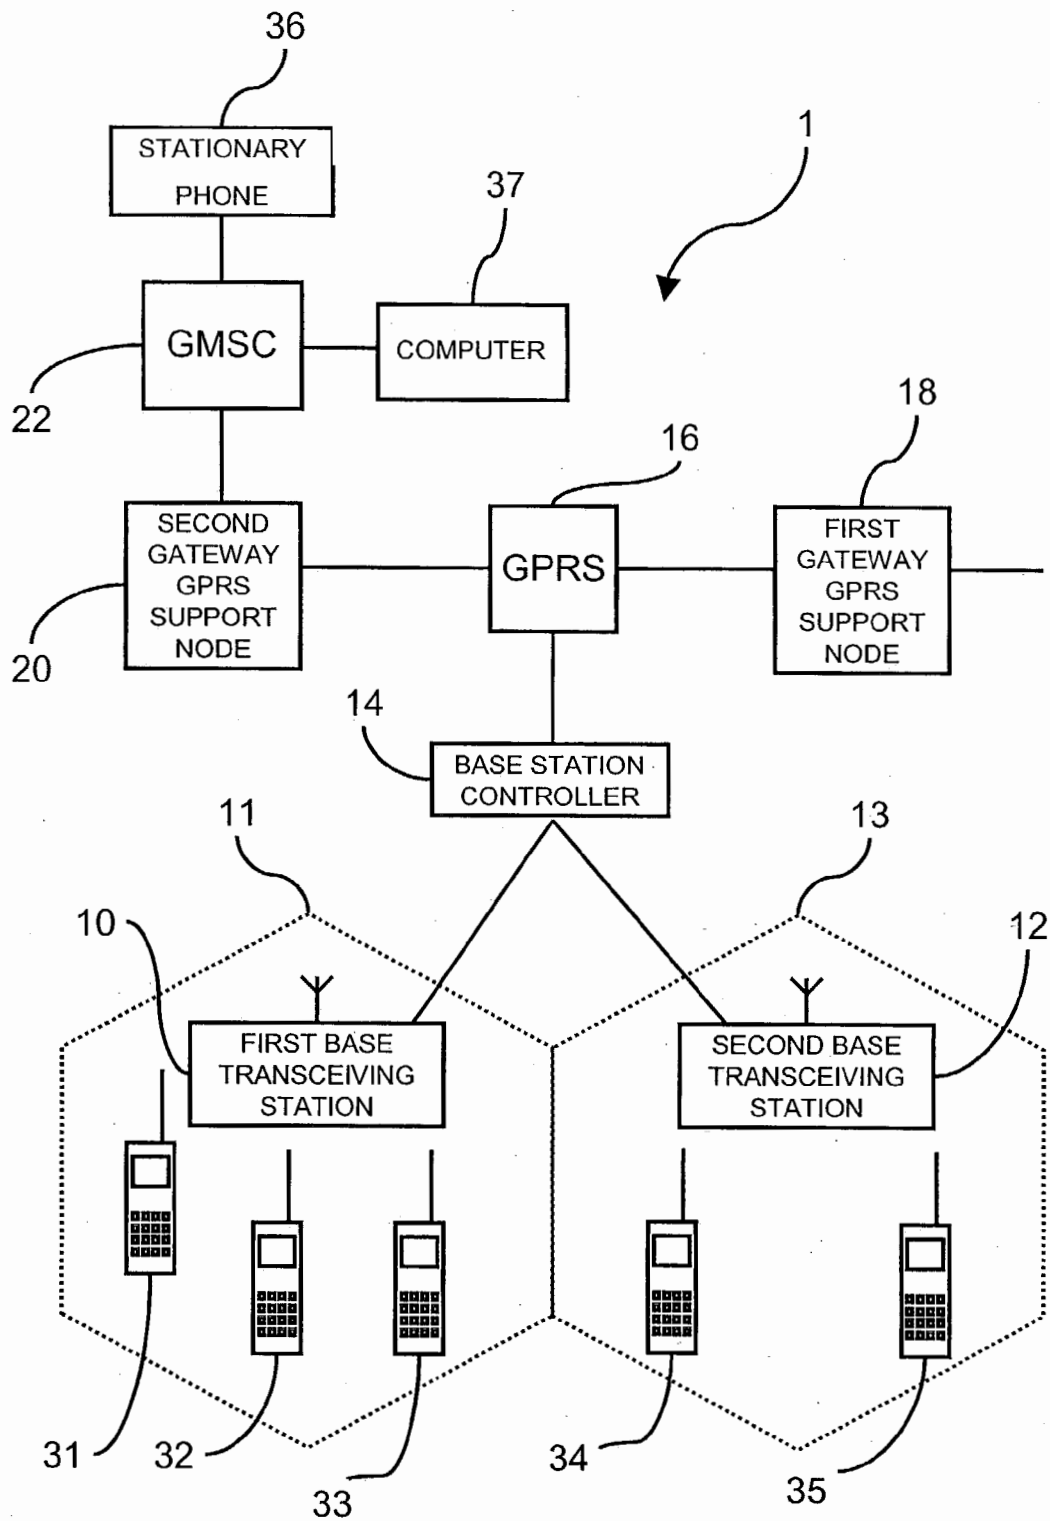 36
STATIONARY
PHONE
1
37
GMSC
COMPUTER
22
18
16
SECOND
GATEWAY
GPRS
SUPPORT
NODE
GPRS
FIRST
GATEWAY
GPRS
SUPPORT
NODE
20
14
BASE STATION
CONTROLLER
11
13
10
12
FIRST BASE
TRANSCEIVING
STATION
SECOND BASE
TRANSCEIVING
STATION
31
32
33
34
35